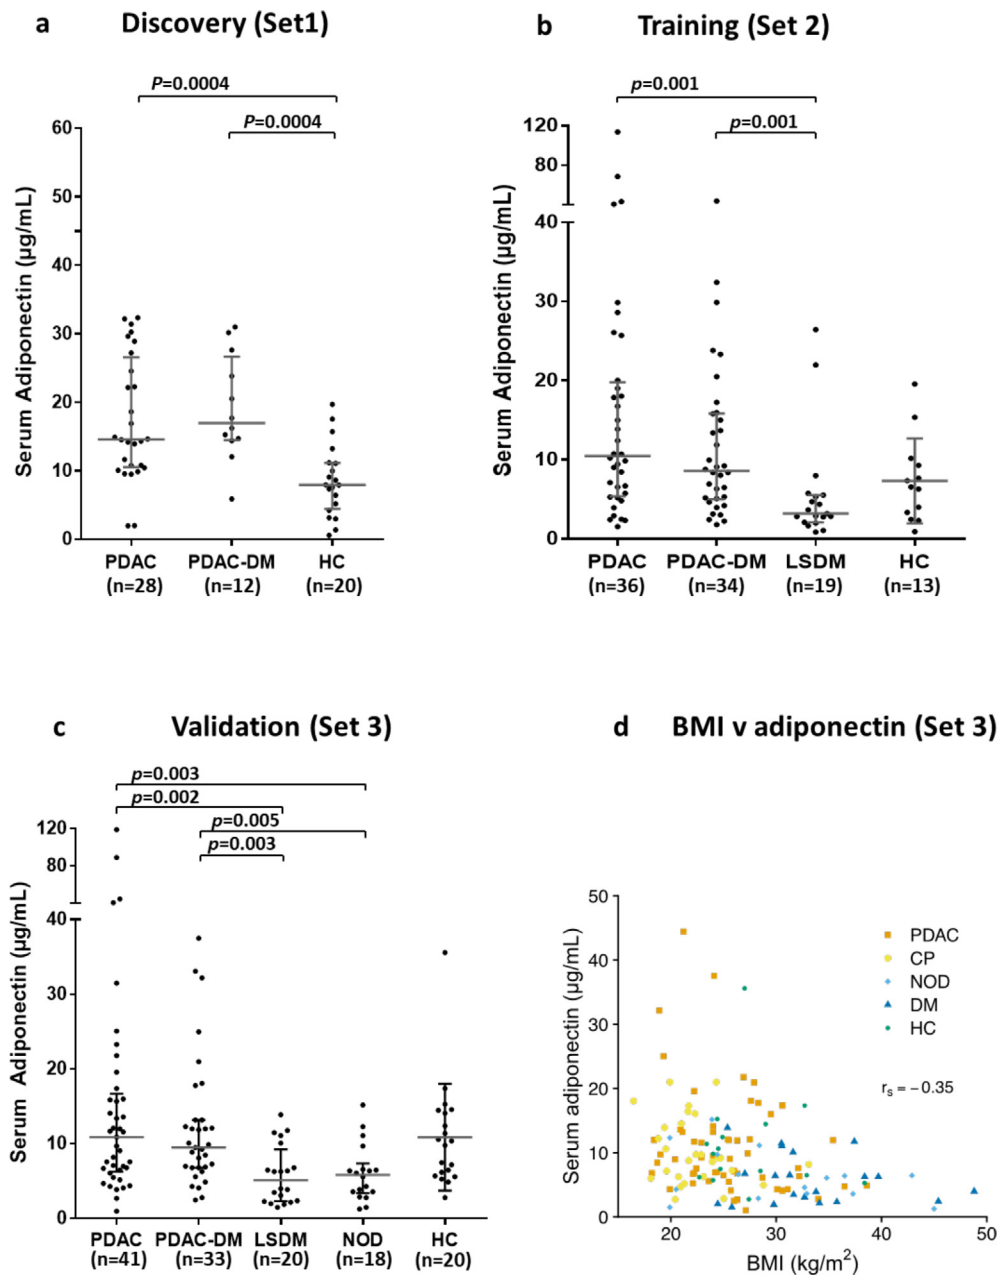 a Discovery (Set1)
P=0.0004
P=0.0004
Serum Adiponectin (µg/mL)
60
50
40
30
20
10
0
PDAC PDAC-DM HC
(n=28) (n=12) (n=20)
b Training (Set 2)
p=0.001
p=0.001
Serum Adiponectin (µg/mL)
120
80
40
30
20
10
0
PDAC PDAC-DM LSDM HC
(n=36) (n=34) (n=19) (n=13)
c Validation (Set 3)
p=0.003
p=0.002
p=0.005
p=0.003
Serum Adiponectin (µg/mL)
120
80
40
30
20
10
0
PDAC PDAC-DM LSDM NOD HC
(n=41) (n=33) (n=20) (n=18) (n=20)
d BMI v adiponectin (Set 3)
Serum adiponectin (µg/mL)
50
40
30
20
10
0
PDAC
CP
NOD
DM
HC
rs = −0.35
20 30 40 50
BMI (kg/m2)